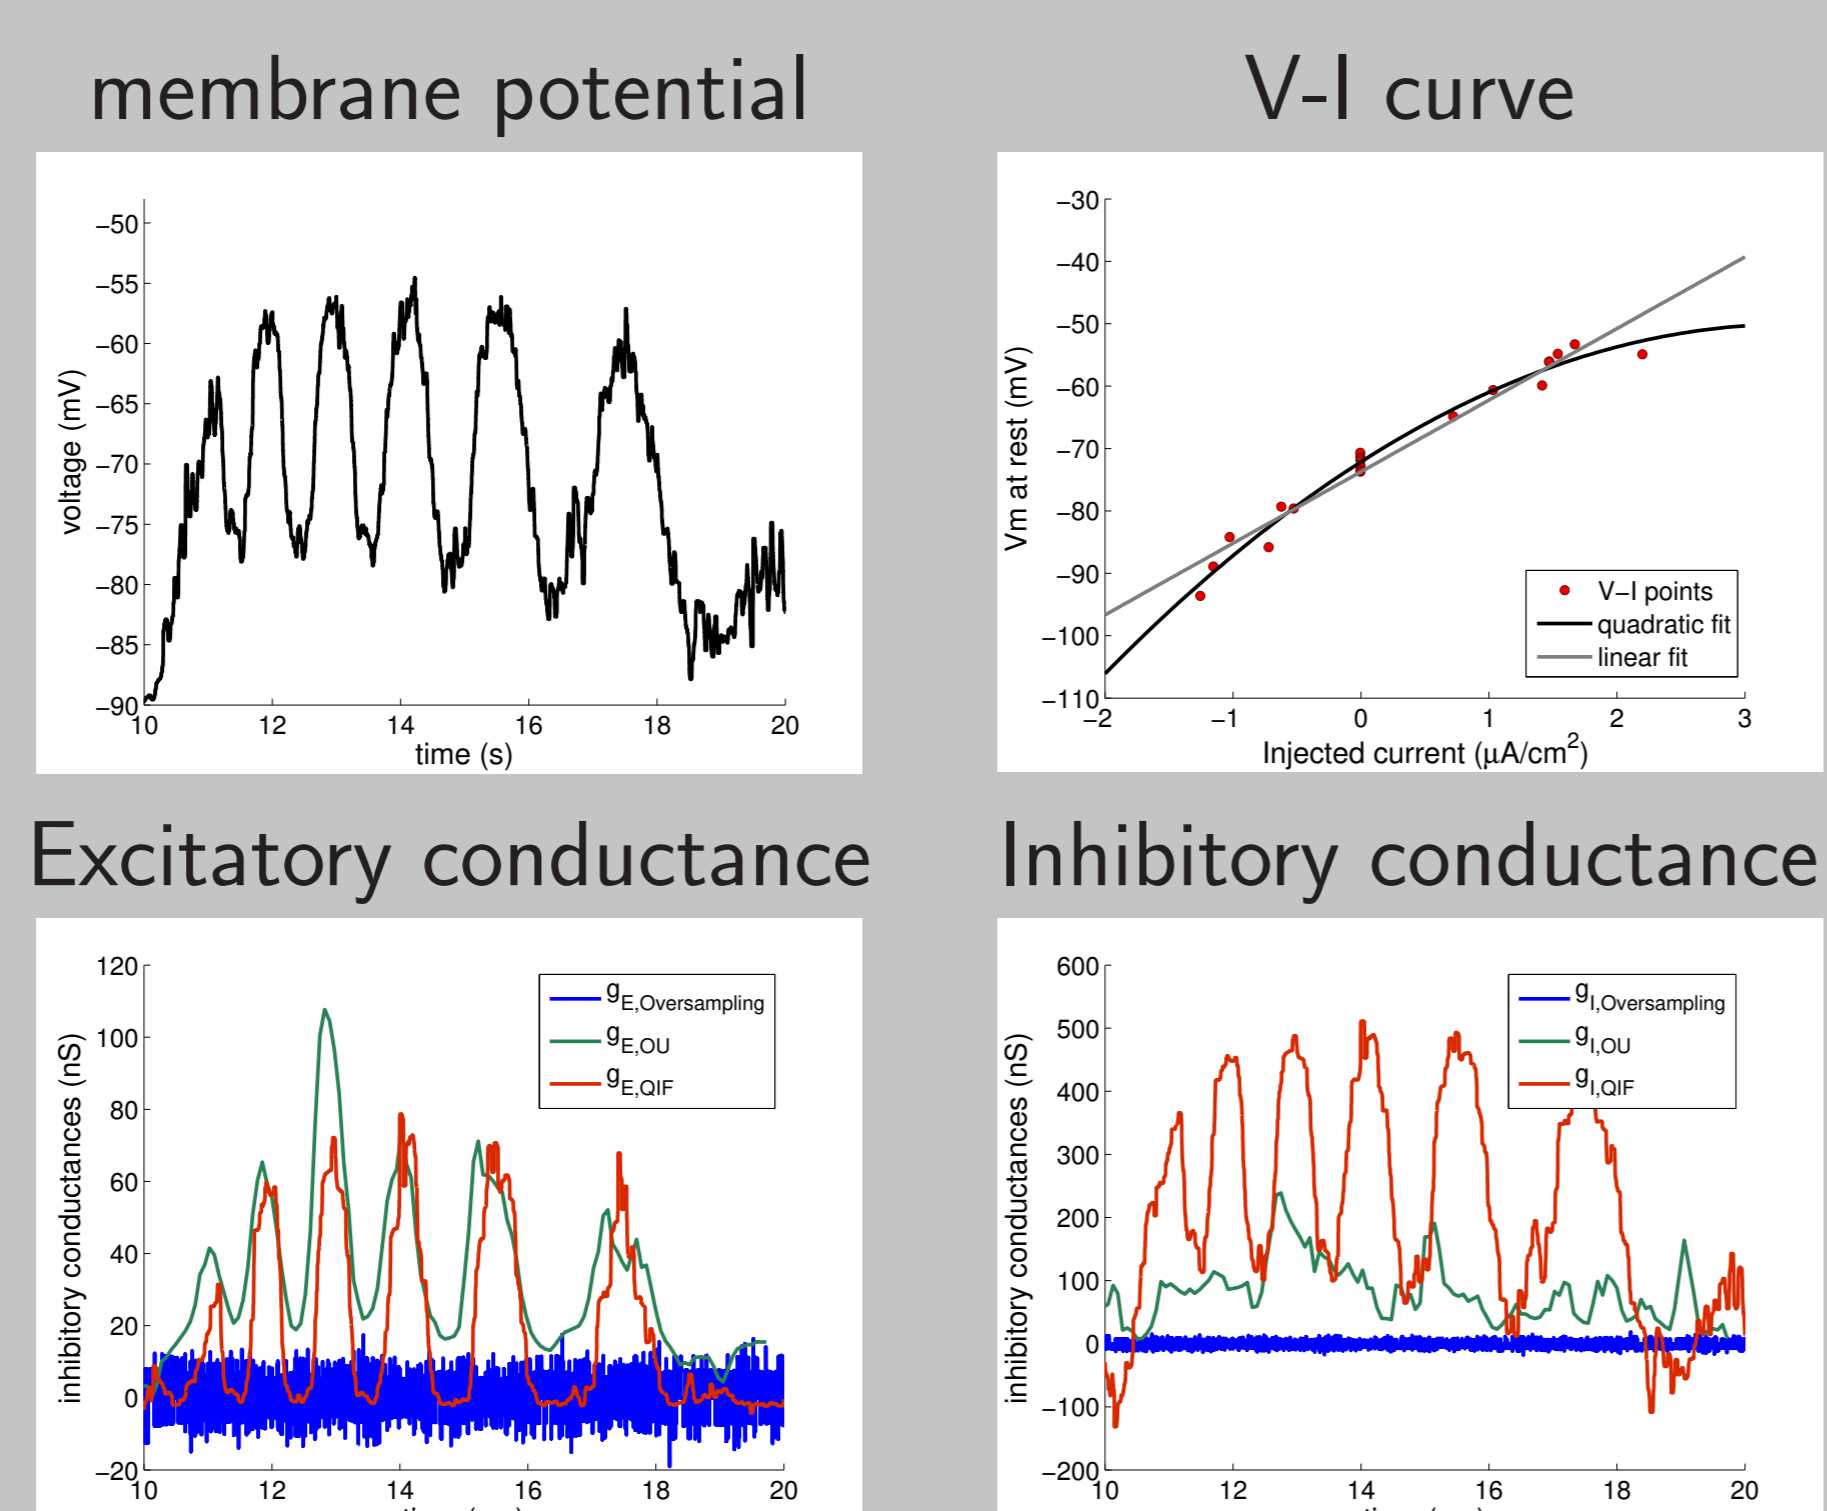 membrane potential
V-I curve
−50
−55
−60
−65
−70
−75
−80
−85
−90
voltage (mV)
10 12 14 16 18 20
time (s)
−30
−40
−50
−60
−70
−80
−90
−100
−110
Vm at rest (mV)
V−I points
quadratic fit
linear fit
−2 −1 0 1 2 3
Injected current (μA/cm²)
Excitatory conductance
Inhibitory conductance
120
100
80
60
40
20
0
−20
inhibitory conductances (nS)
gE,Oversampling
gE,OU
gE,QIF
10 12 14 16 18 20
600
500
400
300
200
100
0
−100
−200
inhibitory conductances (nS)
gI,Oversampling
gI,OU
gI,QIF
10 12 14 16 18 20